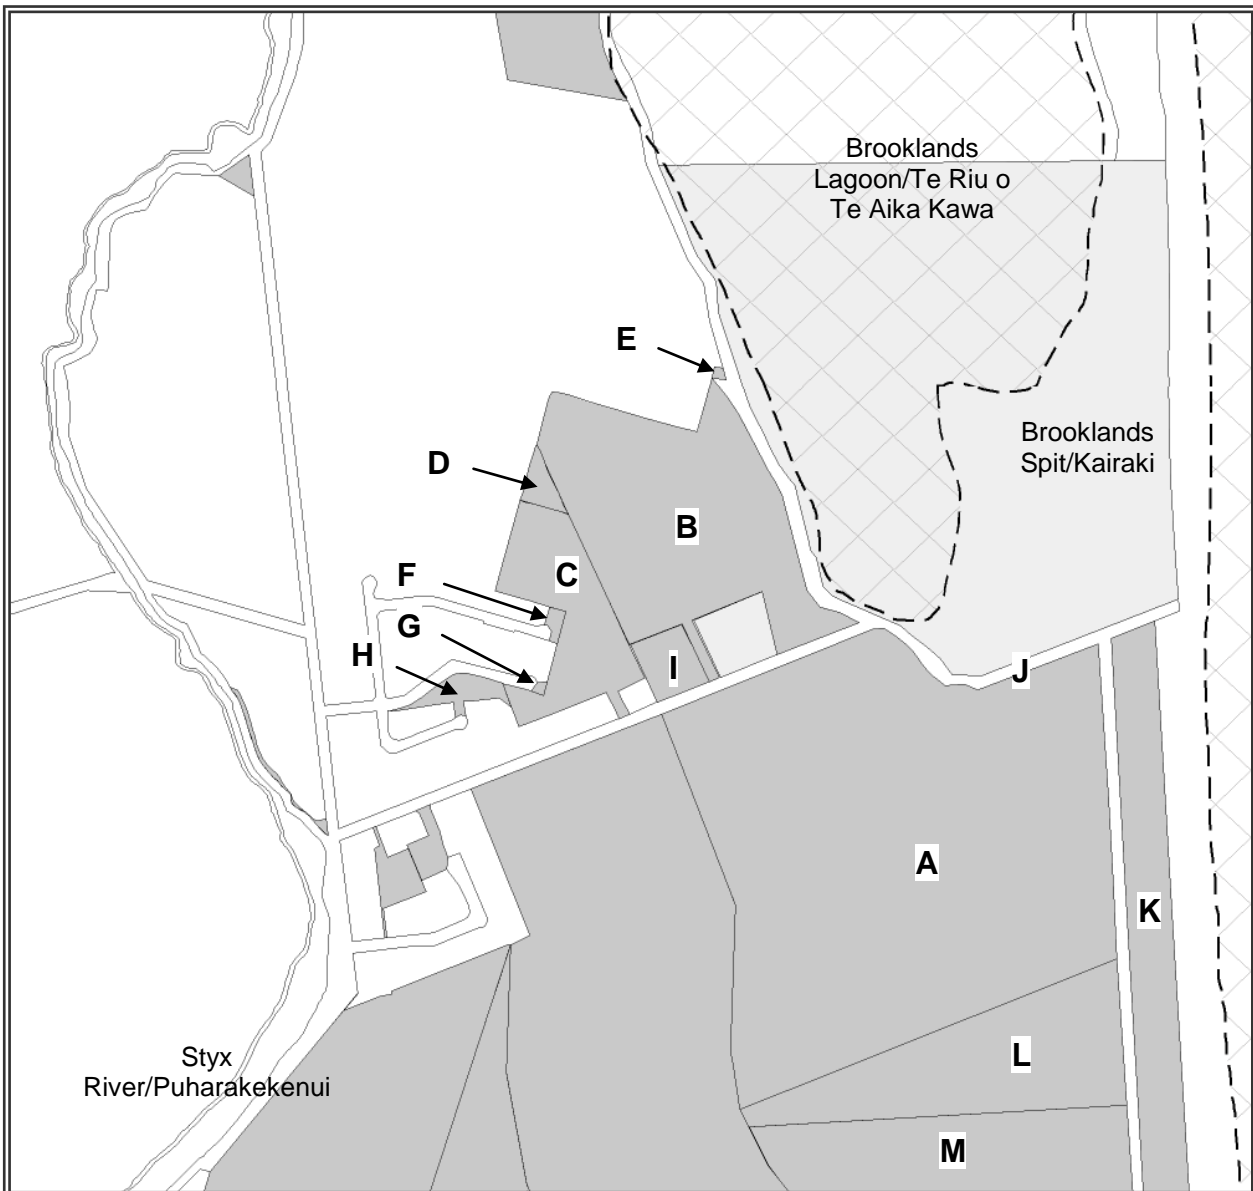 Brooklands
Lagoon/Te Riu o
Te Aika Kawa
E
Brooklands
Spit/Kairaki
D
B
C
F
G
H
I
J
A
K
L
Styx
River/Puharakekenui
M